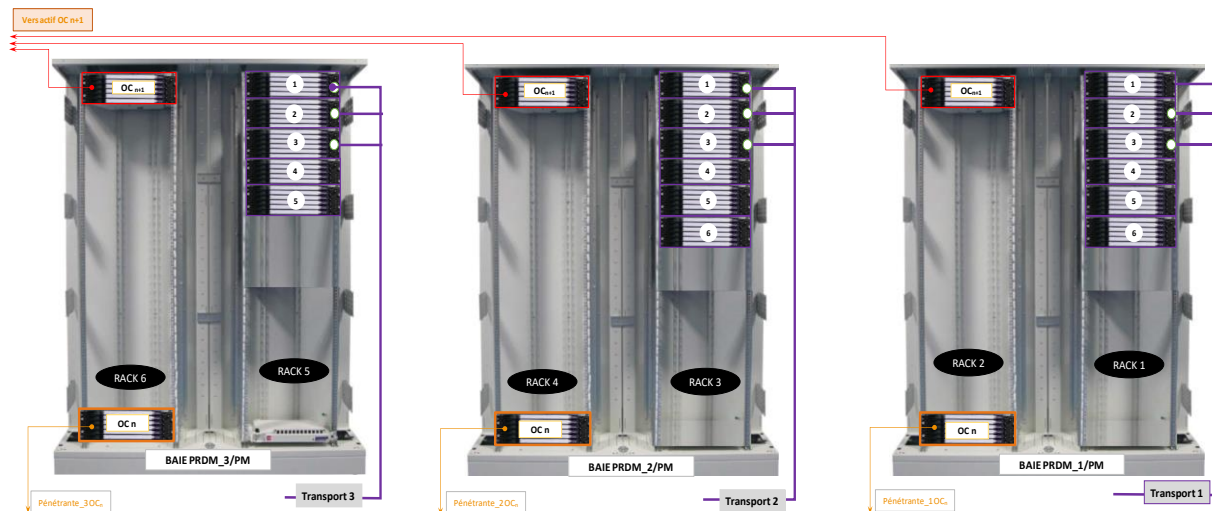 Vers actif OC n+1
OC n+1
1
2
3
4
5
RACK 6
RACK 5
OC n
BAIE PRDM_3/PM
Pénétrante_3OCn
Transport 3
OCn+1
1
2
3
4
5
6
RACK 4
RACK 3
OC n
BAIE PRDM_2/PM
Pénétrante_2OCn
Transport 2
OCn+1
1
2
3
4
5
6
RACK 2
RACK 1
OC n
BAIE PRDM_1/PM
Pénétrante_1OCn
Transport 1